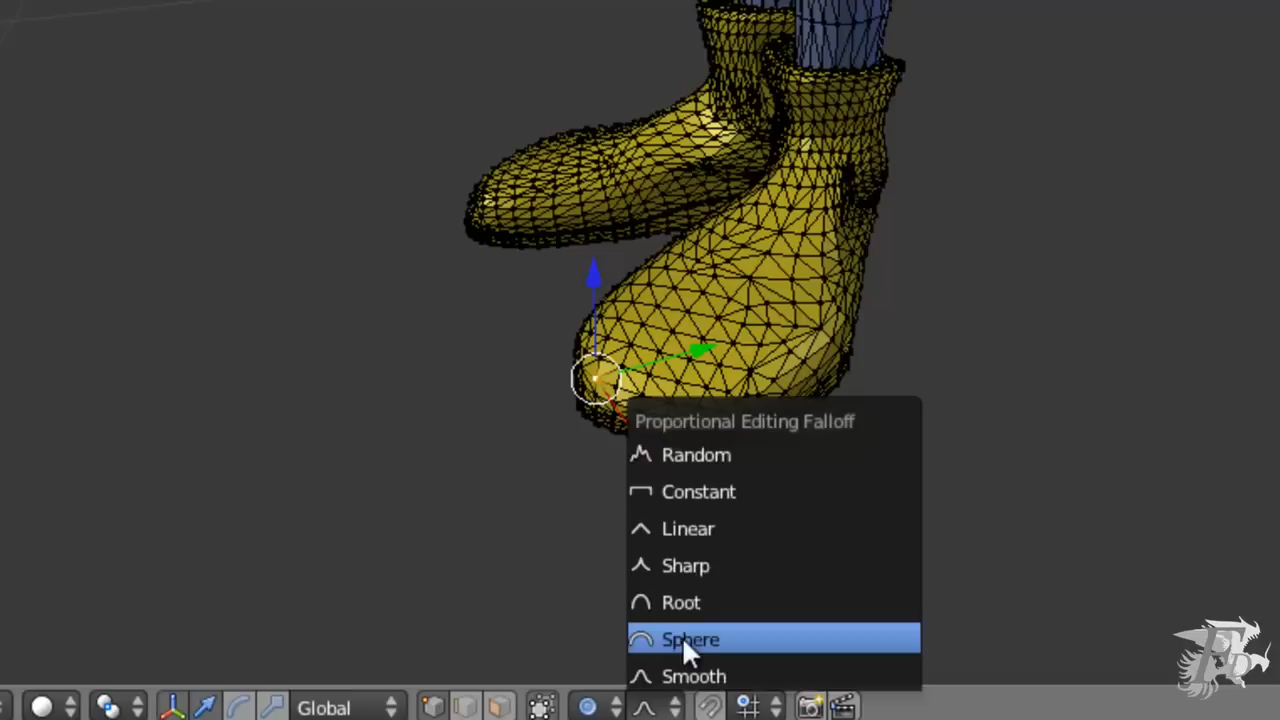 Proportional Editing Falloff
Random
Constant
Linear
Sharp
Root
Sphere
Smooth
Global